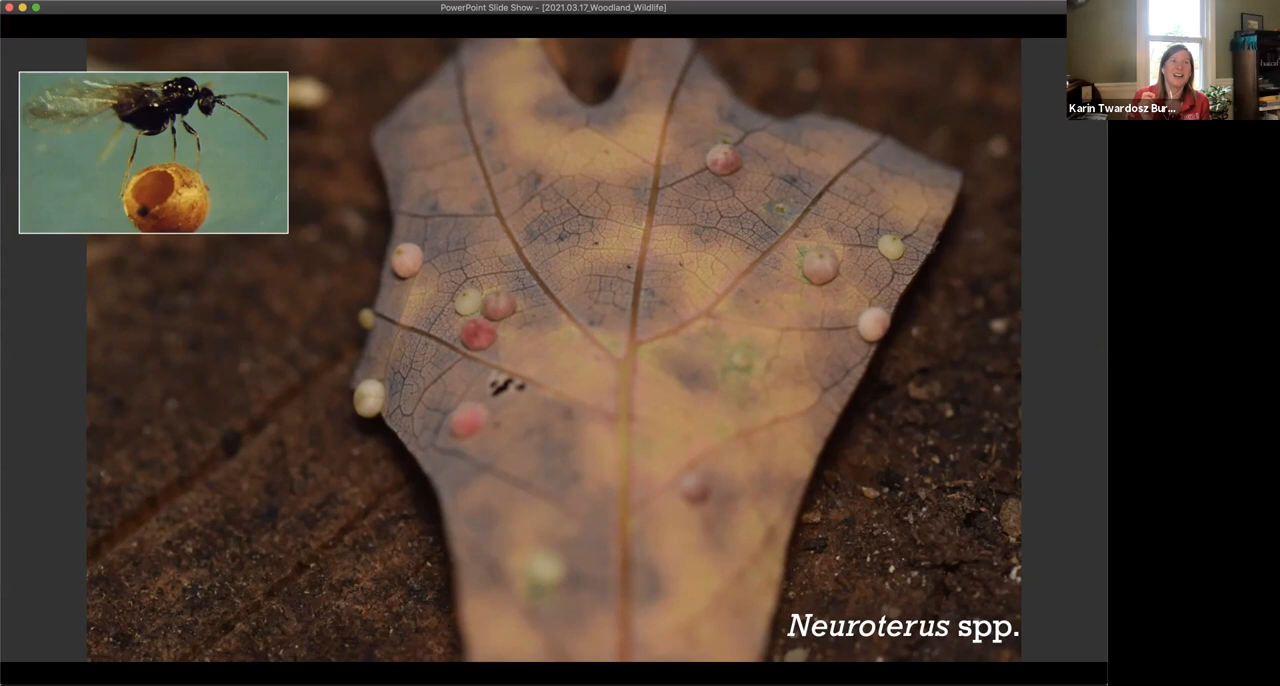 PowerPoint Slide Show - [2021.03.17_Woodland_Wildlife]
Karin Twardosz Bur...
Neuroterus spp.